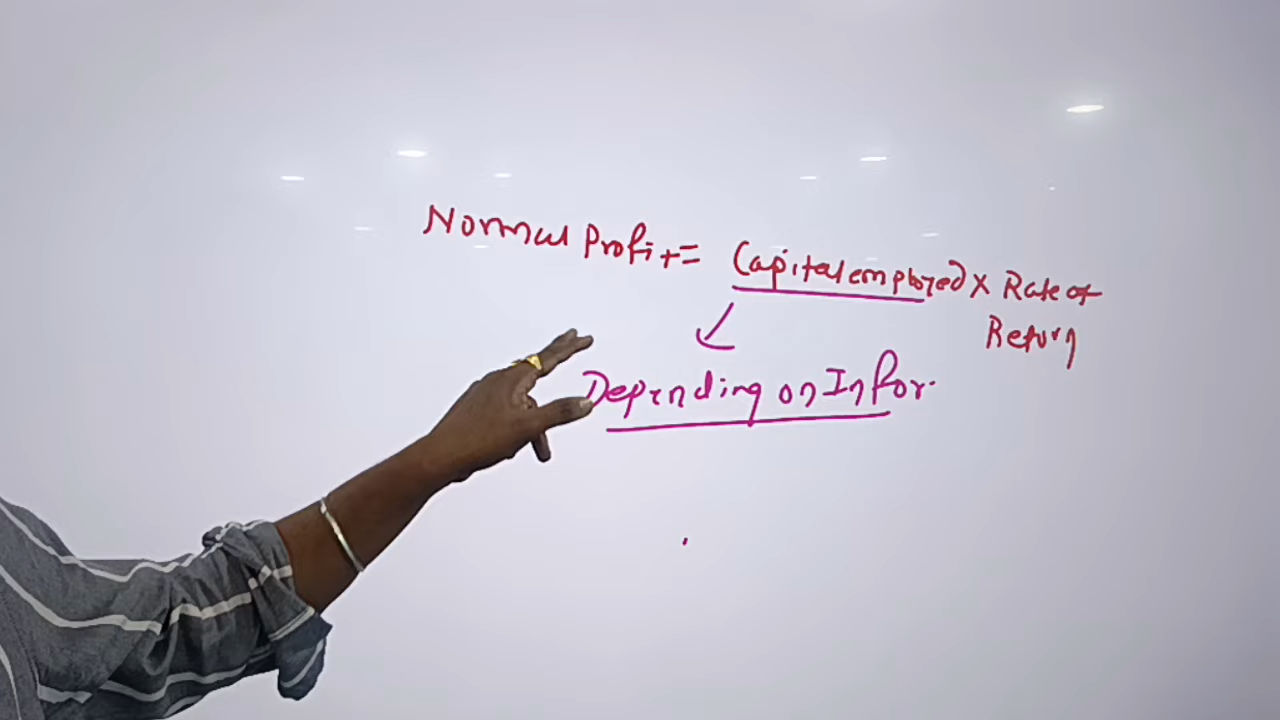 Normal Profit = Capital employed X Rate of
Return
Depending on Infor.